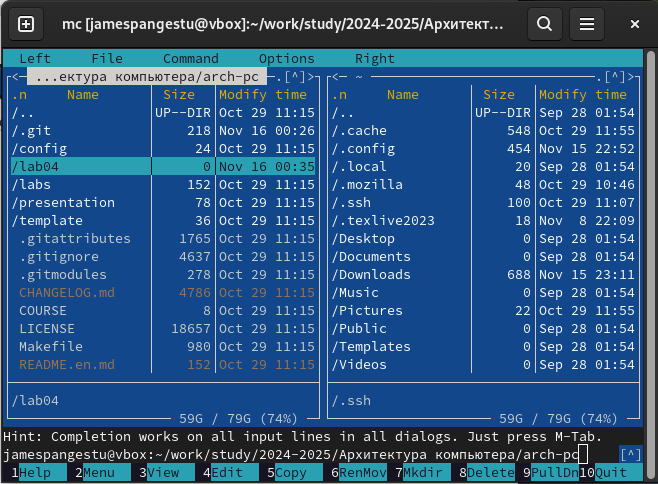 mc [jamespangestu@vbox]:~/work/study/2024-2025/Архитект...
Left File Command Options Right
<— ...ектура компьютера/arch-pc —.[^]>
.n Name Size Modify time
/.. UP--DIR Oct 29 11:15
/.git 218 Nov 16 00:26
/config 24 Oct 29 11:15
/lab04 0 Nov 16 00:35
/labs 152 Oct 29 11:15
/presentation 78 Oct 29 11:15
/template 36 Oct 29 11:15
.gitattributes 1765 Oct 29 11:15
.gitignore 4637 Oct 29 11:15
.gitmodules 278 Oct 29 11:15
CHANGELOG.md 4786 Oct 29 11:15
COURSE 8 Oct 29 11:15
LICENSE 18657 Oct 29 11:15
Makefile 980 Oct 29 11:15
README.en.md 152 Oct 29 11:15
/lab04
59G / 79G (74%)
<— ~ —.[^]>
.n Name Size Modify time
/.. UP--DIR Sep 28 01:54
/.cache 548 Oct 29 11:55
/.config 454 Nov 15 22:52
/.local 20 Sep 28 01:54
/.mozilla 48 Oct 29 10:46
/.ssh 100 Oct 29 11:07
/.texlive2023 18 Nov 8 22:09
/Desktop 0 Sep 28 01:54
/Documents 0 Sep 28 01:54
/Downloads 688 Nov 15 23:11
/Music 0 Sep 28 01:54
/Pictures 22 Oct 29 11:55
/Public 0 Sep 28 01:54
/Templates 0 Sep 28 01:54
/Videos 0 Sep 28 01:54
/.ssh
59G / 79G (74%)
Hint: Completion works on all input lines in all dialogs. Just press M-Tab.
jamespangestu@vbox:~/work/study/2024-2025/Архитектура компьютера/arch-pc [^]
1Help 2Menu 3View 4Edit 5Copy 6RenMov 7Mkdir 8Delete 9PullDn 10Quit